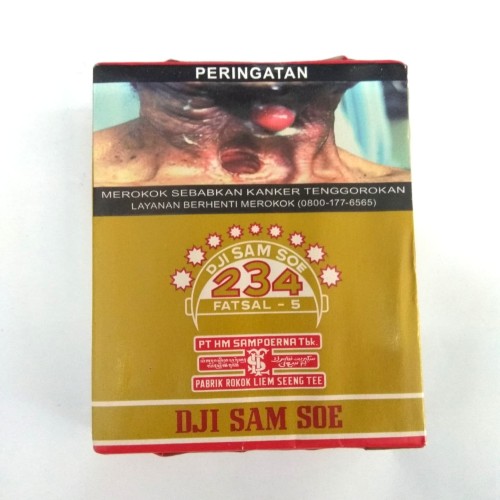 PERINGATAN
MEROKOK SEBABKAN KANKER TENGGOROKAN
LAYANAN BERHENTI MEROKOK (0800-177-6565)
DJI SAM SOE
234
FATSAL - 5
PT HM SAMPOERNA Tbk.
PABRIK ROKOK LIEM SEENG TEE
DJI SAM SOE